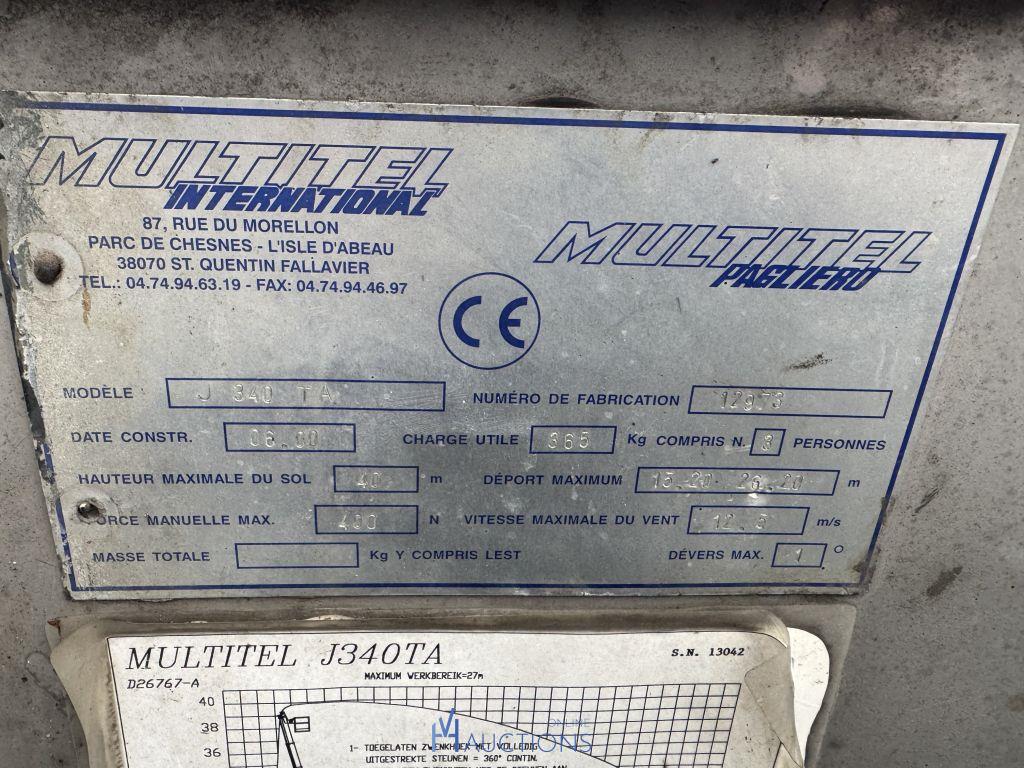 MULTITEL
INTERNATIONAL
87, RUE DU MORELLON
PARC DE CHESNES - L'ISLE D'ABEAU
38070 ST. QUENTIN FALLAVIER
TEL.: 04.74.94.63.19 - FAX: 04.74.94.46.97
MULTITEL
PAGLIERO
CE
MODÈLE J 340 TA NUMÉRO DE FABRICATION 12973
DATE CONSTR. 06.00 CHARGE UTILE 365 Kg COMPRIS N. 3 PERSONNES
HAUTEUR MAXIMALE DU SOL 40 m DÉPORT MAXIMUM 15.20- 26.20 m
FORCE MANUELLE MAX. 400 N VITESSE MAXIMALE DU VENT 12.5 m/s
MASSE TOTALE Kg Y COMPRIS LEST DÉVERS MAX. 1 °
MULTITEL J340TA S.N. 13042
D26767-A MAXIMUM WERKBEREIK=27m
40
38
36
1- TOEGELATEN ZWENKHOEK MET VOLLEDIG
UITGESTREKTE STEUNEN = 360° CONTIN.
ONLINE
AUCTIONS